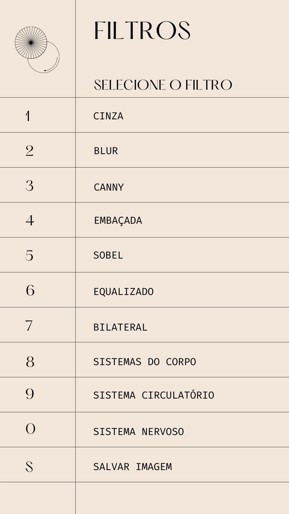 FILTROS
SELECIONE O FILTRO
1 CINZA
2 BLUR
3 CANNY
4 EMBAÇADA
5 SOBEL
6 EQUALIZADO
7 BILATERAL
8 SISTEMAS DO CORPO
9 SISTEMA CIRCULATÓRIO
0 SISTEMA NERVOSO
S SALVAR IMAGEM